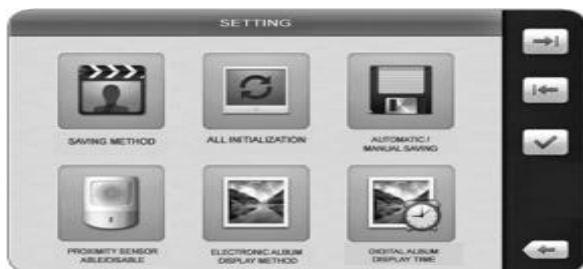 SETTING
SAVING METHOD
ALL INITIALIZATION
AUTOMATIC /
MANUAL SAVING
PROXIMITY SENSOR
ABLE/DISABLE
ELECTRONIC ALBUM
DISPLAY METHOD
DIGITAL ALBUM
DISPLAY TIME